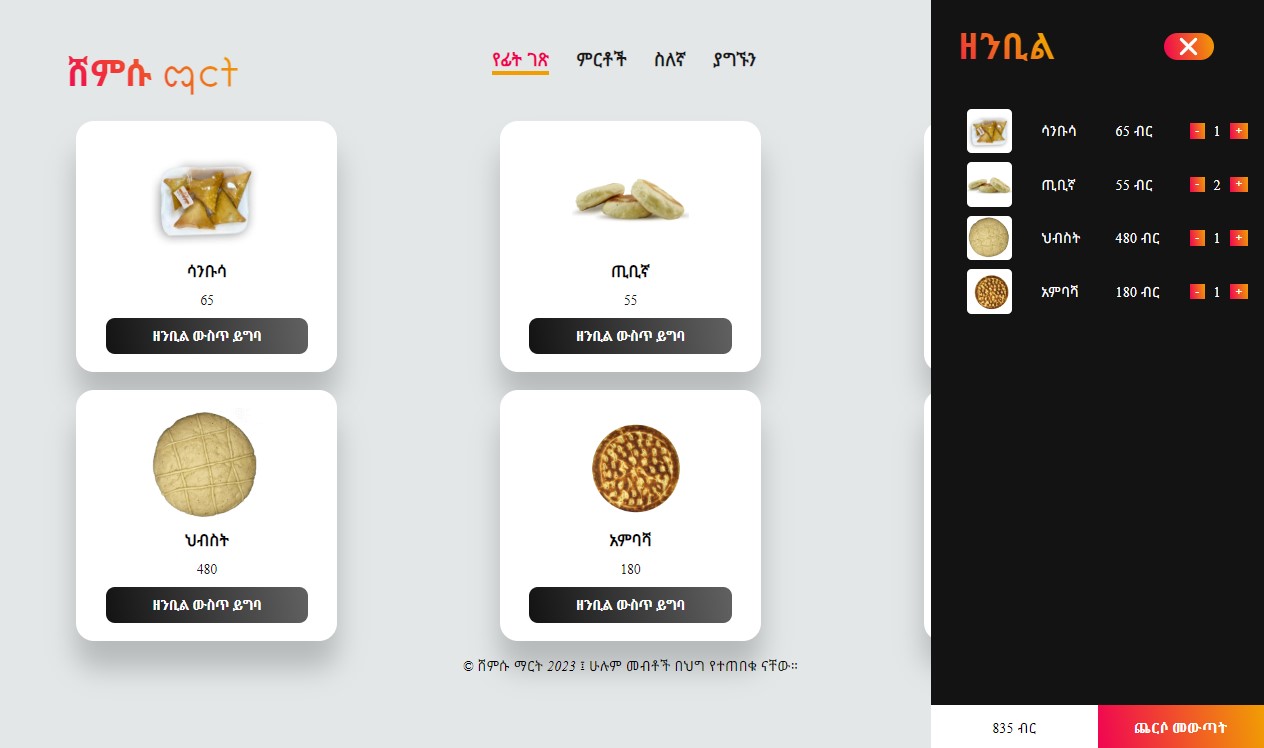 ሸምሱ ማርት
የፊት ገጽ ምርቶች ስለኛ ያግኙን
ሳንቡሳ
65
ዘንቢል ውስጥ ይግባ
ጢቢኛ
55
ዘንቢል ውስጥ ይግባ
ህብስት
480
ዘንቢል ውስጥ ይግባ
አምባሻ
180
ዘንቢል ውስጥ ይግባ
© ሸምሱ ማርት 2023 ፤ ሁሉም መብቶች በህግ የተጠበቁ ናቸው።
ዘንቢል
ሳንቡሳ 65 ብር - 1 +
ጢቢኛ 55 ብር - 2 +
ህብስት 480 ብር - 1 +
አምባሻ 180 ብር - 1 +
835 ብር ጨርሶ መውጣት